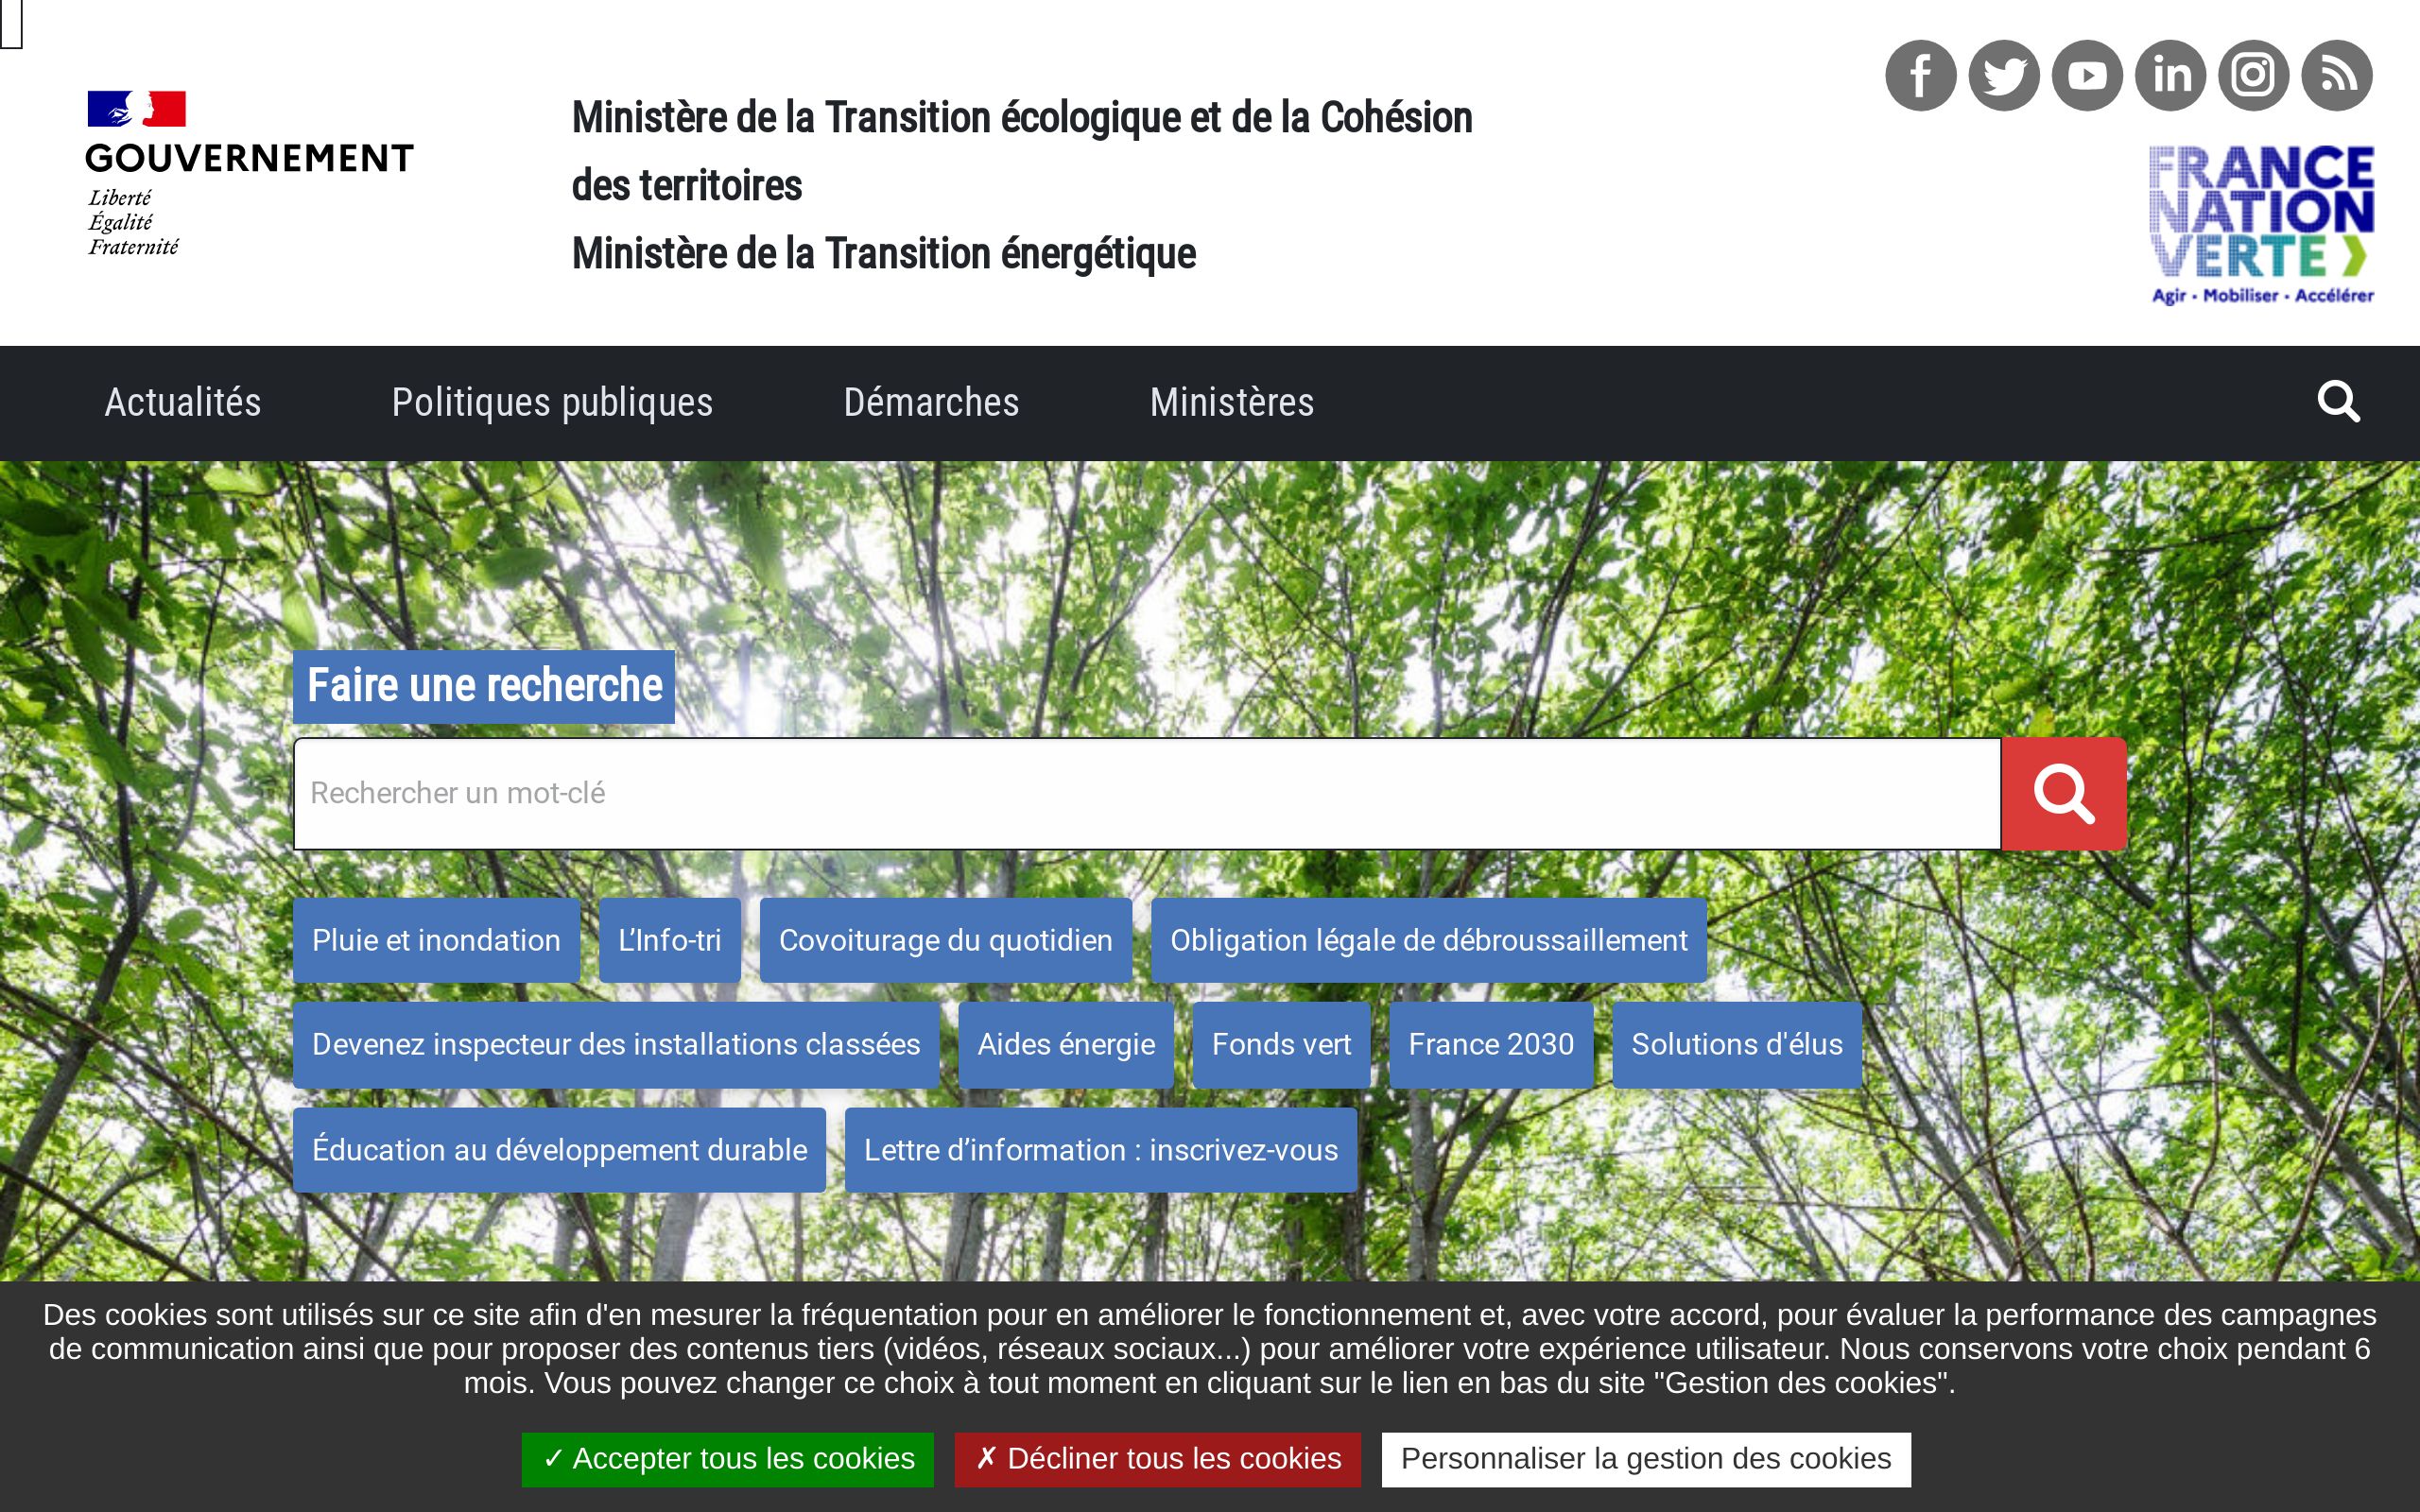 GOUVERNEMENT
Liberté
Égalité
Fraternité
Ministère de la Transition écologique et de la Cohésion
des territoires
Ministère de la Transition énergétique
FRANCE
NATION
VERTE
Agir • Mobiliser • Accélérer
Actualités
Politiques publiques
Démarches
Ministères
Faire une recherche
Rechercher un mot-clé
Pluie et inondation
L’Info-tri
Covoiturage du quotidien
Obligation légale de débroussaillement
Devenez inspecteur des installations classées
Aides énergie
Fonds vert
France 2030
Solutions d'élus
Éducation au développement durable
Lettre d’information : inscrivez-vous
Des cookies sont utilisés sur ce site afin d'en mesurer la fréquentation pour en améliorer le fonctionnement et, avec votre accord, pour évaluer la performance des campagnes
de communication ainsi que pour proposer des contenus tiers (vidéos, réseaux sociaux...) pour améliorer votre expérience utilisateur. Nous conservons votre choix pendant 6
mois. Vous pouvez changer ce choix à tout moment en cliquant sur le lien en bas du site "Gestion des cookies".
✓ Accepter tous les cookies
✗ Décliner tous les cookies
Personnaliser la gestion des cookies